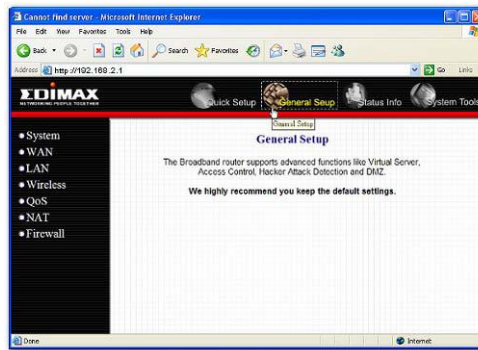 Cannot find server - Microsoft Internet Explorer
File Edit View Favorites Tools Help
Back Search Favorites
Address http://192.168.2.1 Go Links
EDIMAX
NETWORKING PEOPLE TOGETHER
Quick Setup General Seup Status Info System Tools
General Setup
System
WAN
LAN
Wireless
QoS
NAT
Firewall
General Setup
The Broadband router supports advanced functions like Virtual Server,
Access Control, Hacker Attack Detection and DMZ.
We highly recommend you keep the default settings.
Done Internet